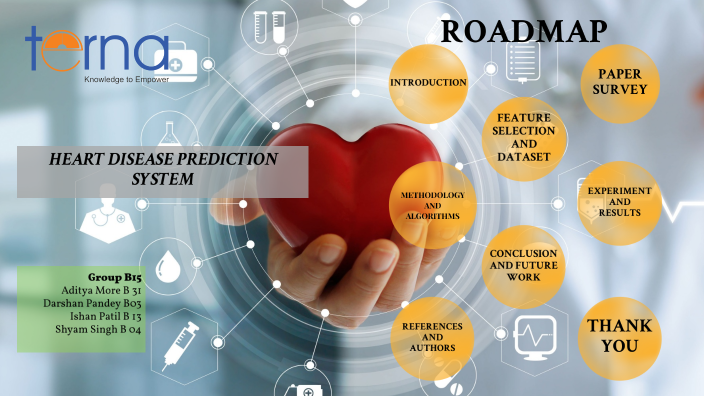 terna
Knowledge to Empower
HEART DISEASE PREDICTION
SYSTEM
Group B15
Aditya More B 31
Darshan Pandey B03
Ishan Patil B 13
Shyam Singh B 04
ROADMAP
INTRODUCTION
PAPER
SURVEY
FEATURE
SELECTION
AND
DATASET
METHODOLOGY
AND
ALGORITHMS
EXPERIMENT
AND
RESULTS
CONCLUSION
AND FUTURE
WORK
REFERENCES
AND
AUTHORS
THANK
YOU